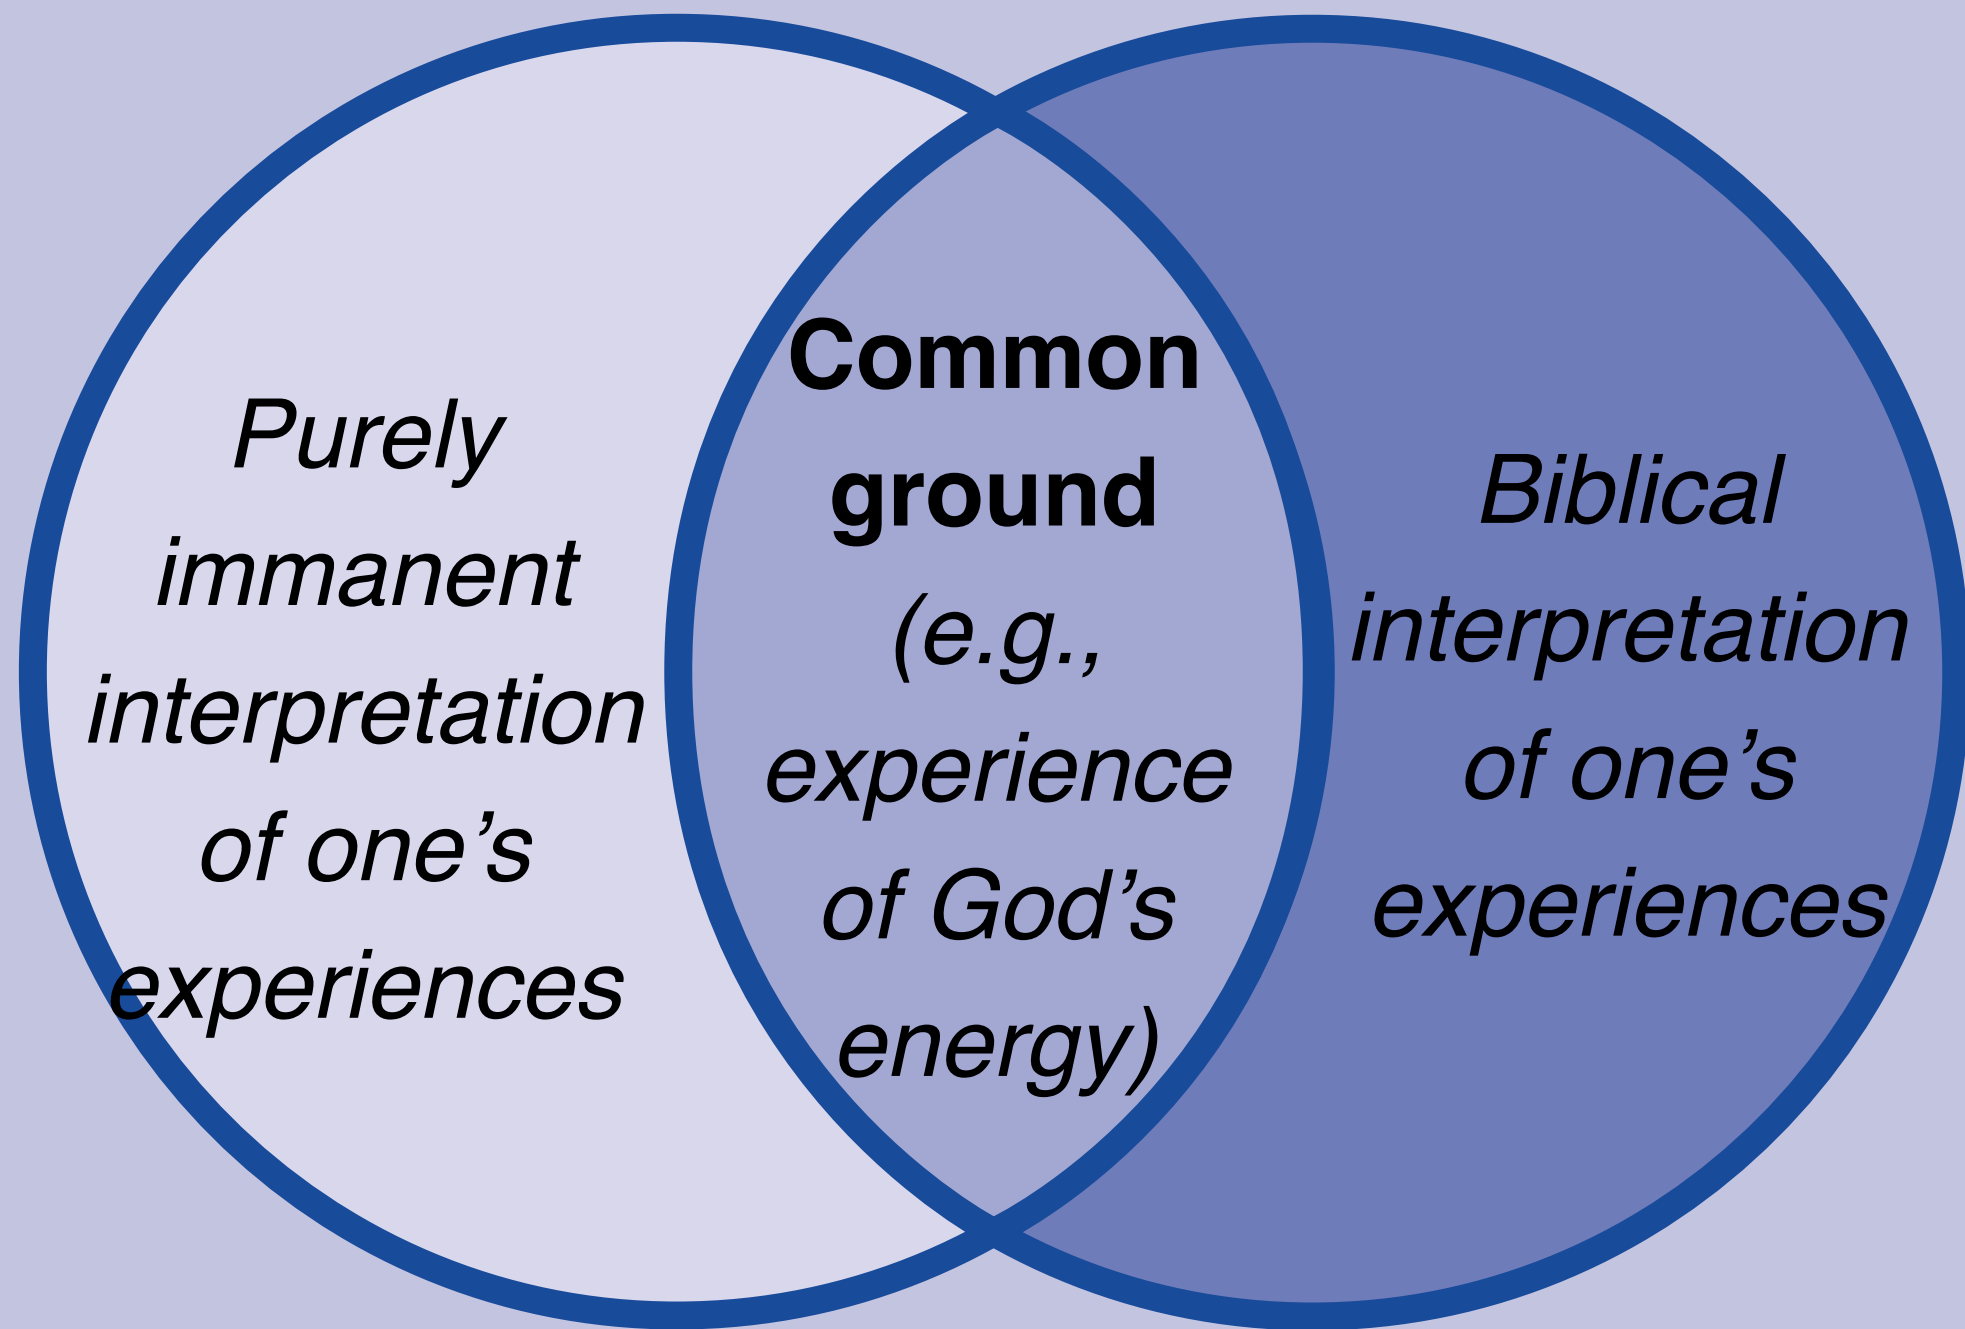 Purely
immanent
interpretation
of one’s
experiences
Common
ground
(e.g.,
experience
of God’s
energy)
Biblical
interpretation
of one’s
experiences